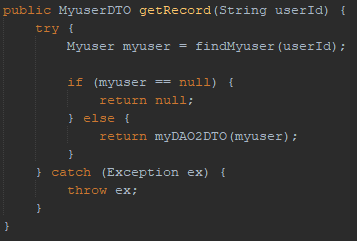 public MyuserDTO getRecord(String userId) {
    try {
        Myuser myuser = findMyuser(userId);

        if (myuser == null) {
            return null;
        } else {
            return myDAO2DTO(myuser);
        }
    } catch (Exception ex) {
        throw ex;
    }
}